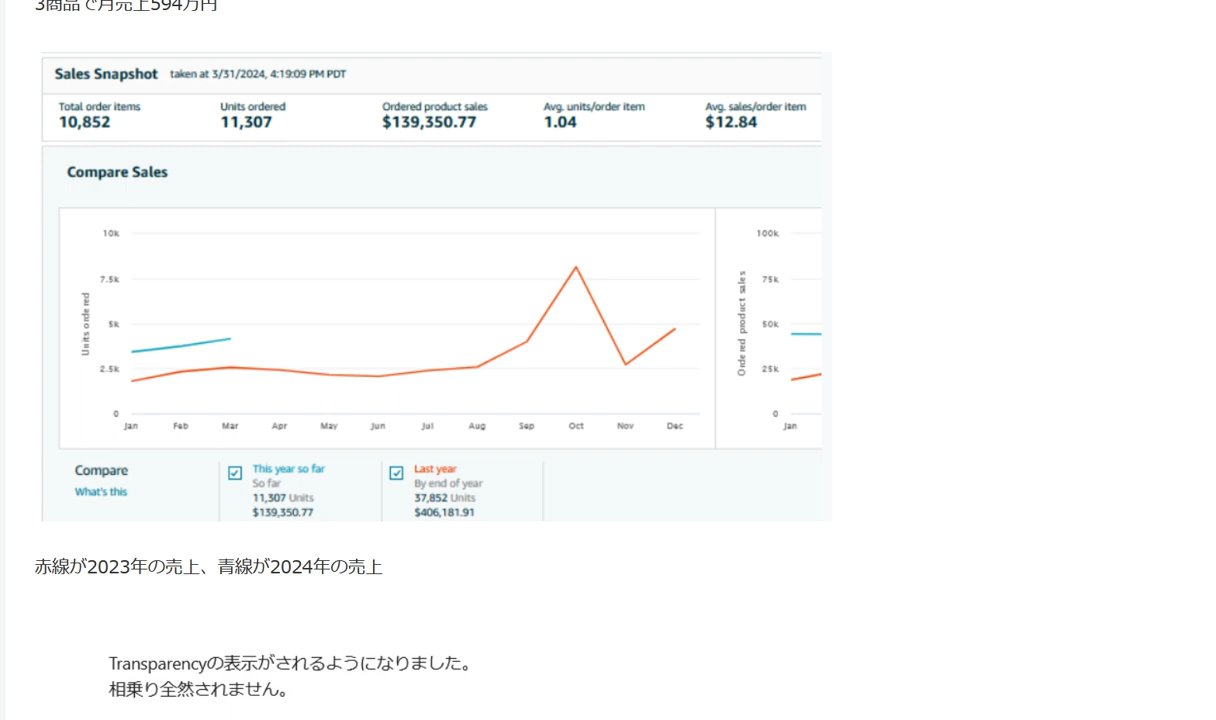 3商品で月売上594万円
Sales Snapshot taken at 3/31/2024, 4:19:09 PM PDT
Total order items Units ordered Ordered product sales Avg. units/order item Avg. sales/order item
10,852 11,307 $139,350.77 1.04 $12.84
Compare Sales
Units ordered
10k
7.5k
5k
2.5k
0
Jan Feb Mar Apr May Jun Jul Aug Sep Oct Nov Dec
Ordered product sales
100k
75k
50k
25k
0
Jan
Compare
What's this
This year so far
So far
11,307 Units
$139,350.77
Last year
By end of year
37,852 Units
$406,181.91
赤線が2023年の売上、青線が2024年の売上
Transparencyの表示がされるようになりました。
相乗り全然されません。